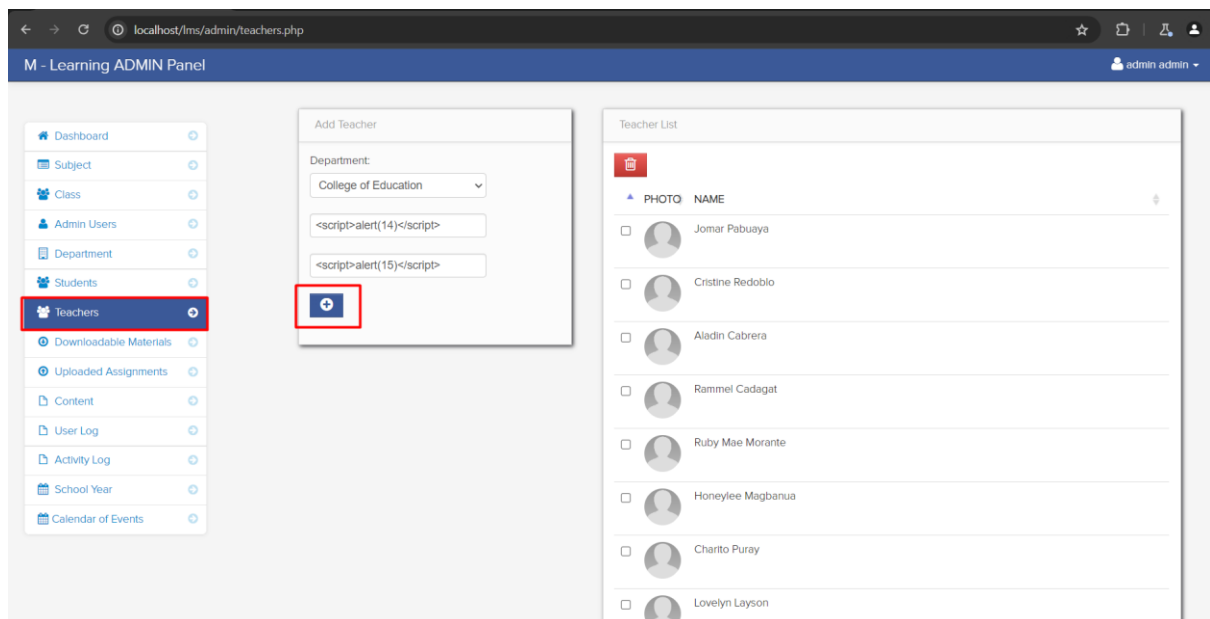 localhost/lms/admin/teachers.php
M - Learning ADMIN Panel
admin admin
Dashboard
Subject
Class
Admin Users
Department
Students
Teachers
Downloadable Materials
Uploaded Assignments
Content
User Log
Activity Log
School Year
Calendar of Events
Add Teacher
Department:
College of Education
<script>alert(14)</script>
<script>alert(15)</script>
Teacher List
PHOTO NAME
Jomar Pabuaya
Cristine Redoblo
Aladin Cabrera
Rammel Cadagat
Ruby Mae Morante
Honeylee Magbanua
Charito Puray
Lovelyn Layson